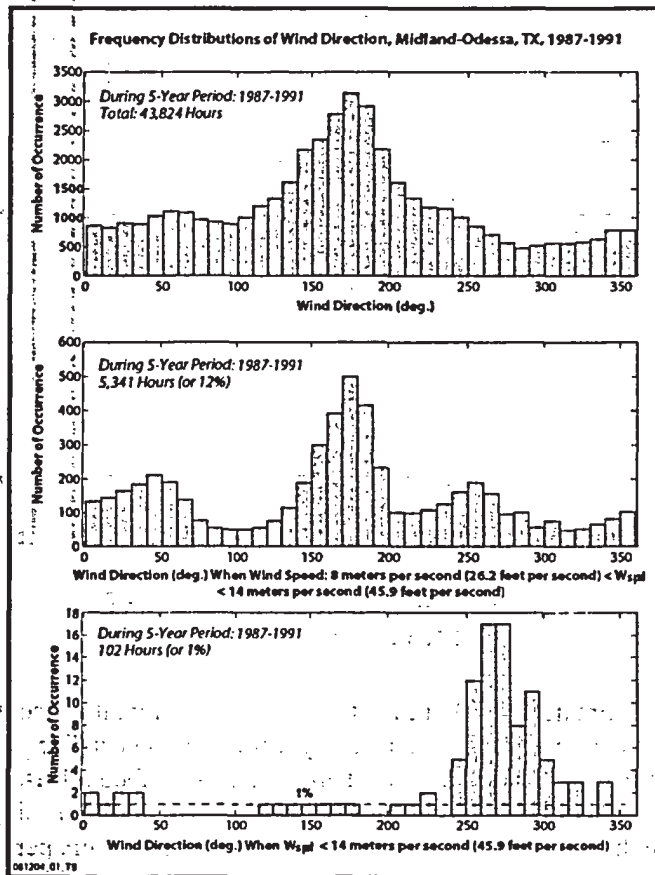 Frequency Distributions of Wind Direction, Midland-Odessa, TX, 1987-1991
Number of Occurrence
3500
3000
2500
2000
1500
1000
500
0
During 5-Year Period: 1987-1991
Total: 43,824 Hours
0 50 100 150 200 250 300 350
Wind Direction (deg.)
Number of Occurrence
600
500
400
300
200
100
0
During 5-Year Period: 1987-1991
5,341 Hours (or 12%)
0 50 100 150 200 250 300 350
Wind Direction (deg.) When Wind Speed: 8 meters per second (26.2 feet per second) < Wspd
< 14 meters per second (45.9 feet per second)
Number of Occurrence
18
16
14
12
10
8
6
4
2
0
During 5-Year Period: 1987-1991
102 Hours (or 1%)
1%
0 50 100 150 200 250 300 350
Wind Direction (deg.) When Wspd < 14 meters per second (45.9 feet per second)